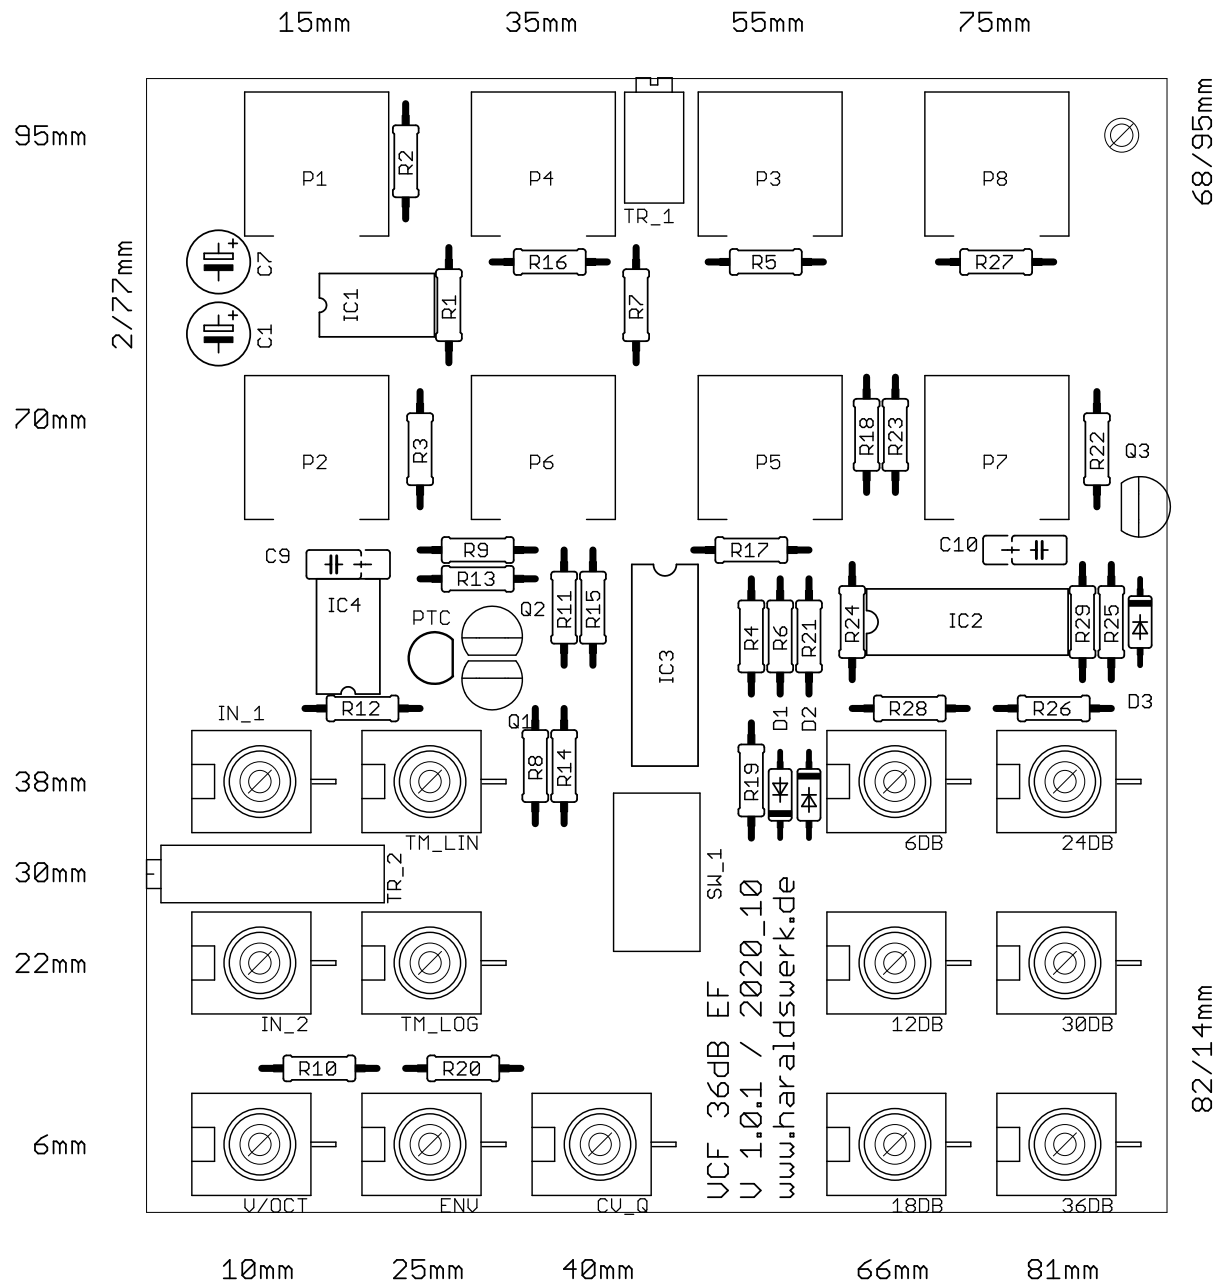 15mm
35mm
55mm
75mm
95mm
68/95mm
P1
R2
P4
P3
P8
TR_1
2/77mm
C7
R16
R5
R27
IC1
R1
R7
C1
70mm
P2
R3
P6
P5
R18
R23
P7
R22
Q3
C9
R9
R17
C10
R13
IC4
PTC
Q2
R11
R15
IC3
R4
R6
R21
R24
IC2
R29
R25
IN_1
R12
Q1
D1
D2
R28
R26
D3
38mm
R8
R14
R19
TM_LIN
6DB
24DB
30mm
TR_2
SW_1
22mm
IN_2
TM_LOG
12DB
30DB
VCF 36dB EF
V 1.0.1 / 2020_10
www.haraldswerk.de
82/14mm
R10
R20
6mm
V/OCT
ENV
CV_Q
18DB
36DB
10mm
25mm
40mm
66mm
81mm